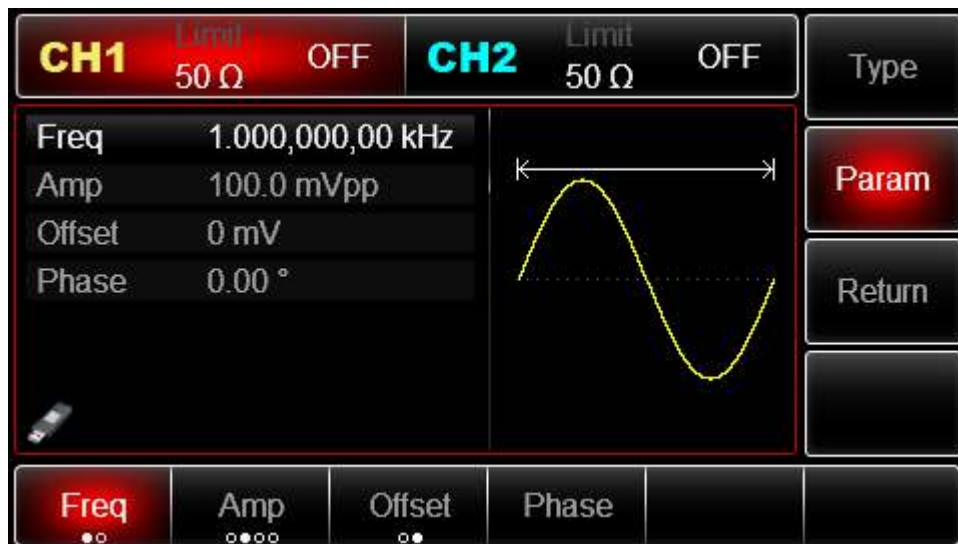 CH1 Limit 50 Ω OFF CH2 Limit 50 Ω OFF
Type
Freq 1.000,000,00 kHz
Amp 100.0 mVpp
Param
Offset 0 mV
Phase 0.00 °
Return
Freq Amp Offset Phase